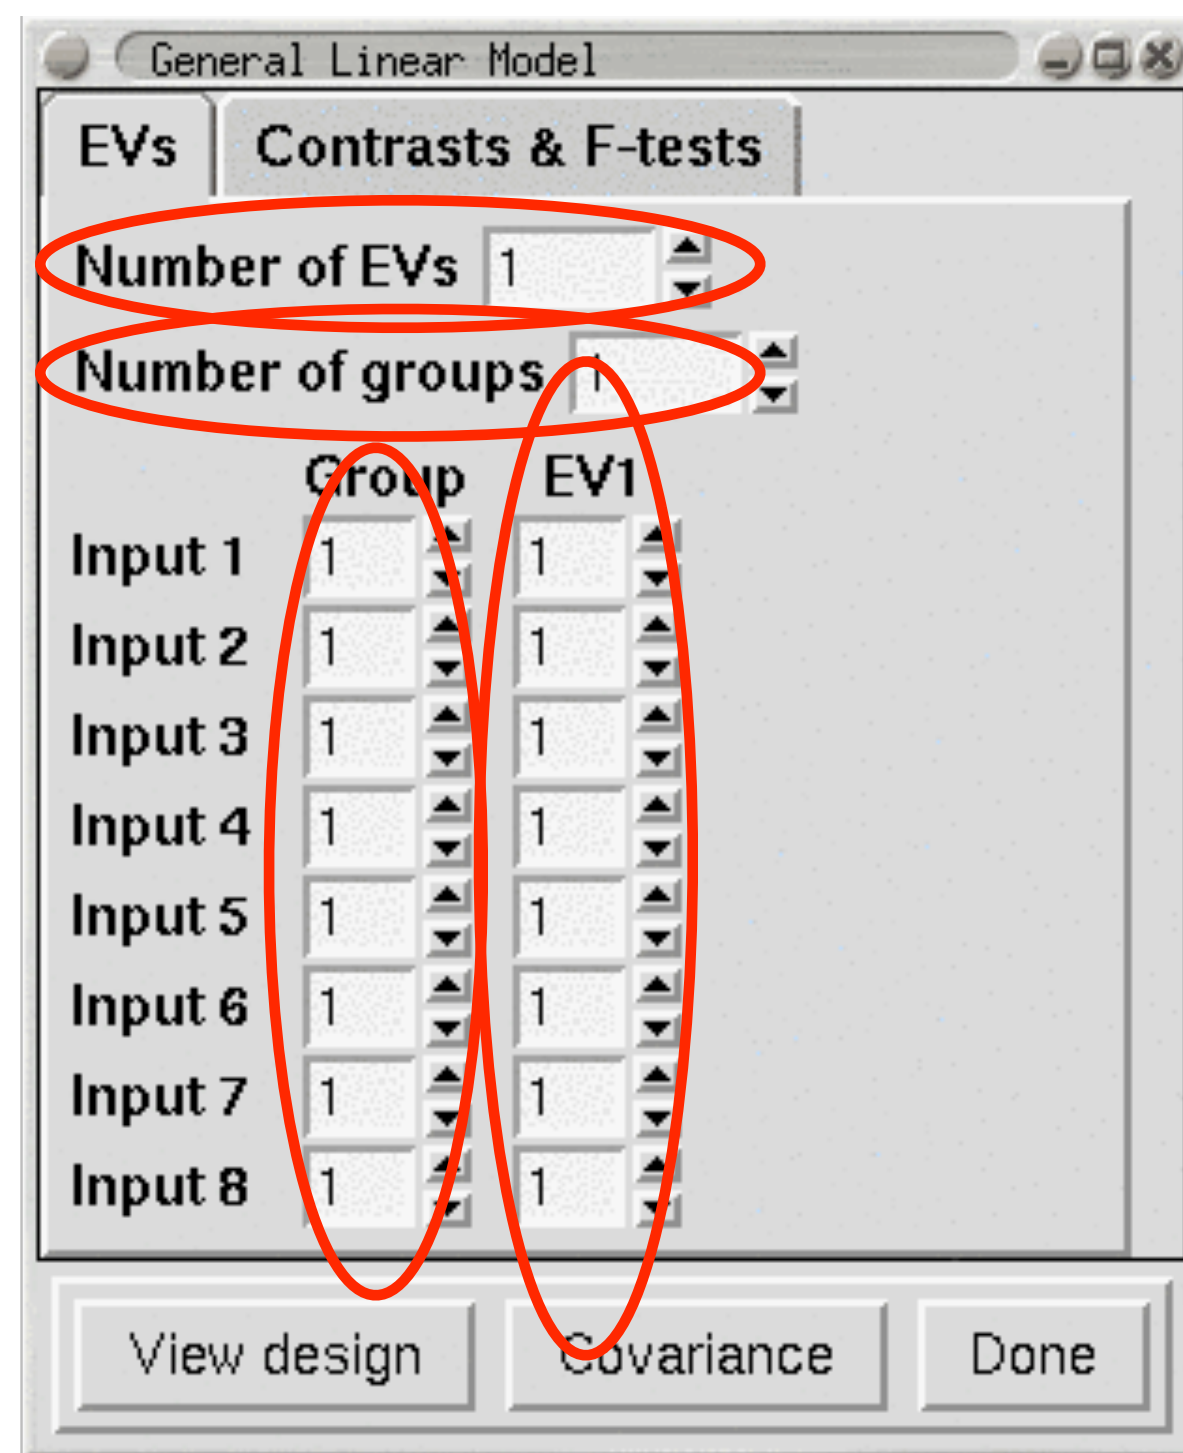 General Linear Model
EVs Contrasts & F-tests
Number of EVs 1
Number of groups 1
Group EV1
Input 1 1 1
Input 2 1 1
Input 3 1 1
Input 4 1 1
Input 5 1 1
Input 6 1 1
Input 7 1 1
Input 8 1 1
View design Covariance Done